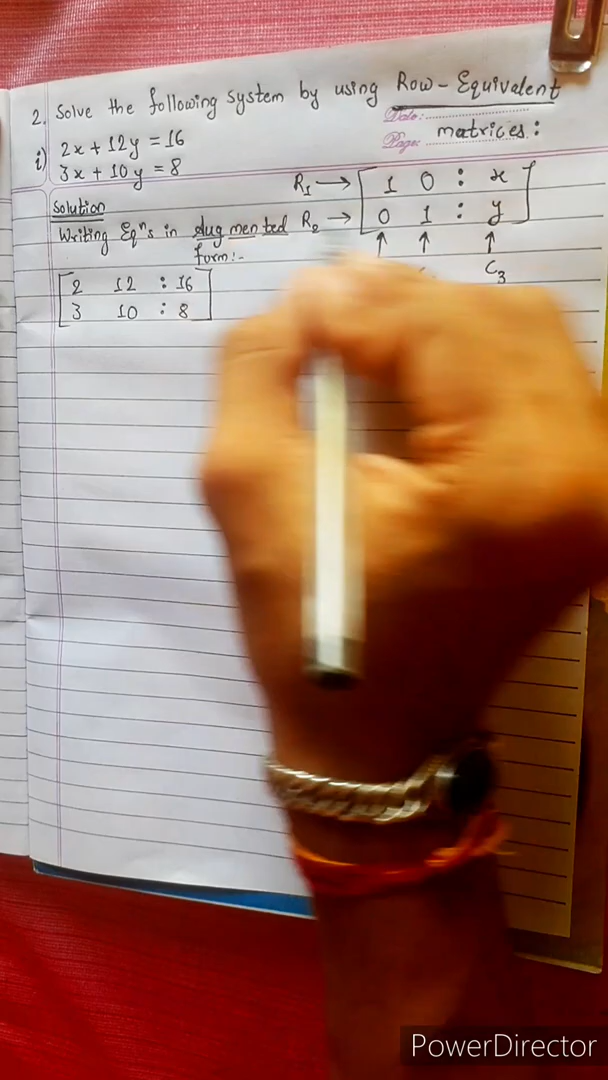 2. Solve the following system by using Row-Equivalent
Date:
Page: matrices:
i) 2x + 12y = 16
3x + 10y = 8
R₁ → [ 1 0 : x ]
R₂ → [ 0 1 : y ]
↑ ↑ ↑
C₃
Solution
Writing Eqⁿs in Augmented
form:-
[ 2 12 : 16 ]
[ 3 10 : 8 ]
PowerDirector